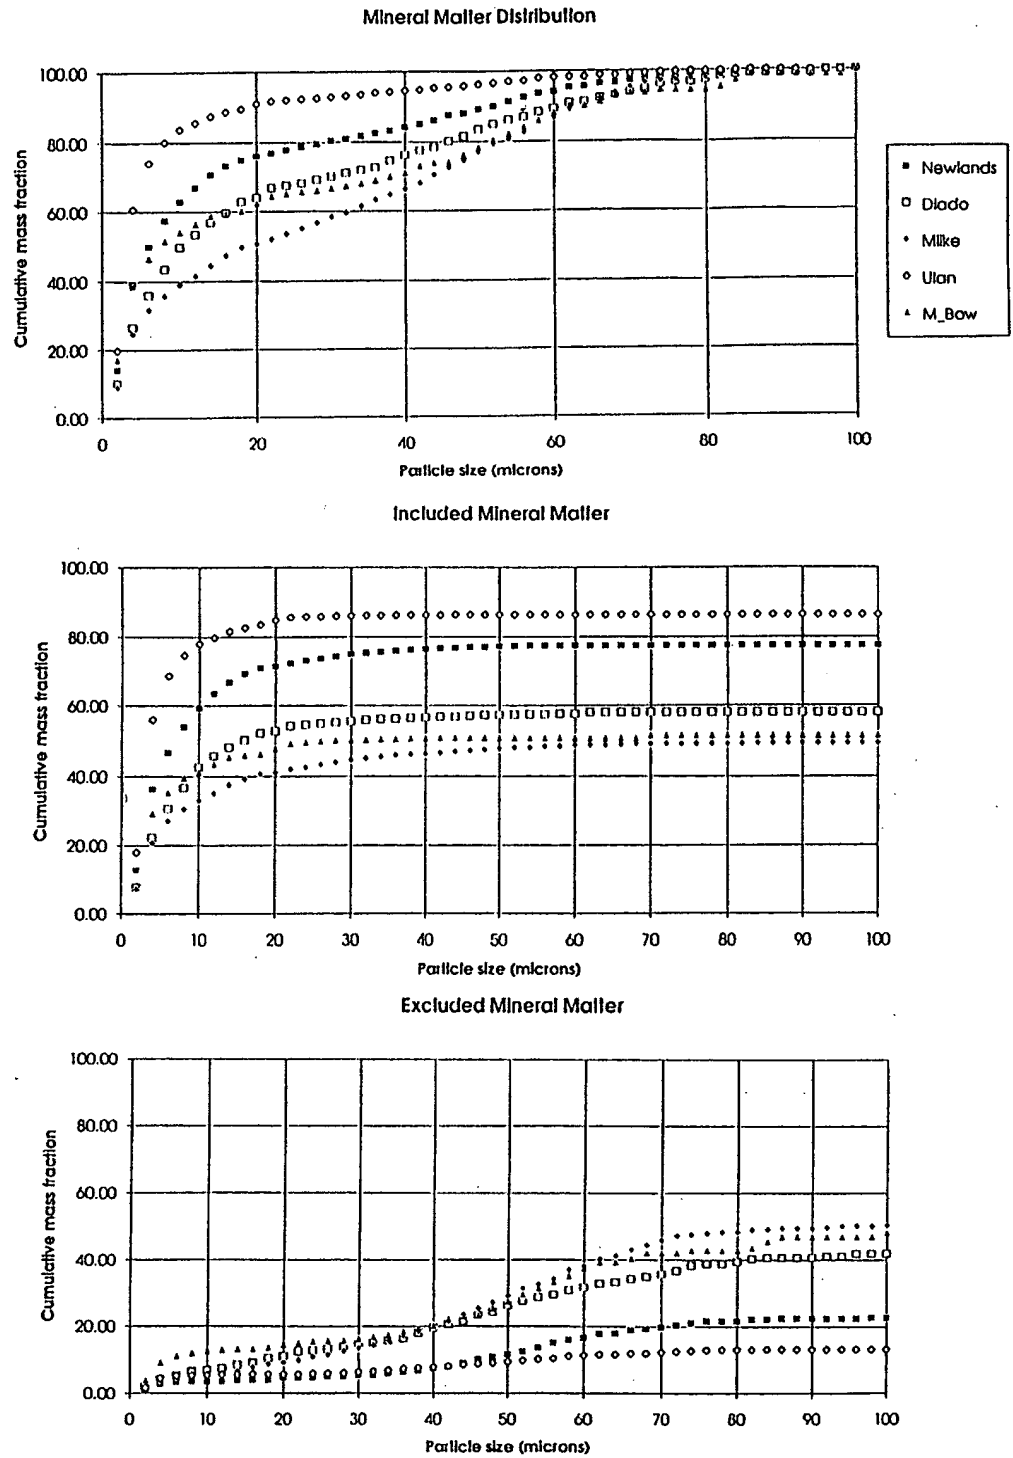 Mineral Matter Distribution
Cumulative mass fraction
100.00
80.00
60.00
40.00
20.00
0.00
0 20 40 60 80 100
Particle size (microns)
Newlands
Diado
Mlike
Ulan
M_Bow
Included Mineral Matter
Cumulative mass fraction
100.00
80.00
60.00
40.00
20.00
0.00
0 10 20 30 40 50 60 70 80 90 100
Particle size (microns)
Excluded Mineral Matter
Cumulative mass fraction
100.00
80.00
60.00
40.00
20.00
0.00
0 10 20 30 40 50 60 70 80 90 100
Particle size (microns)